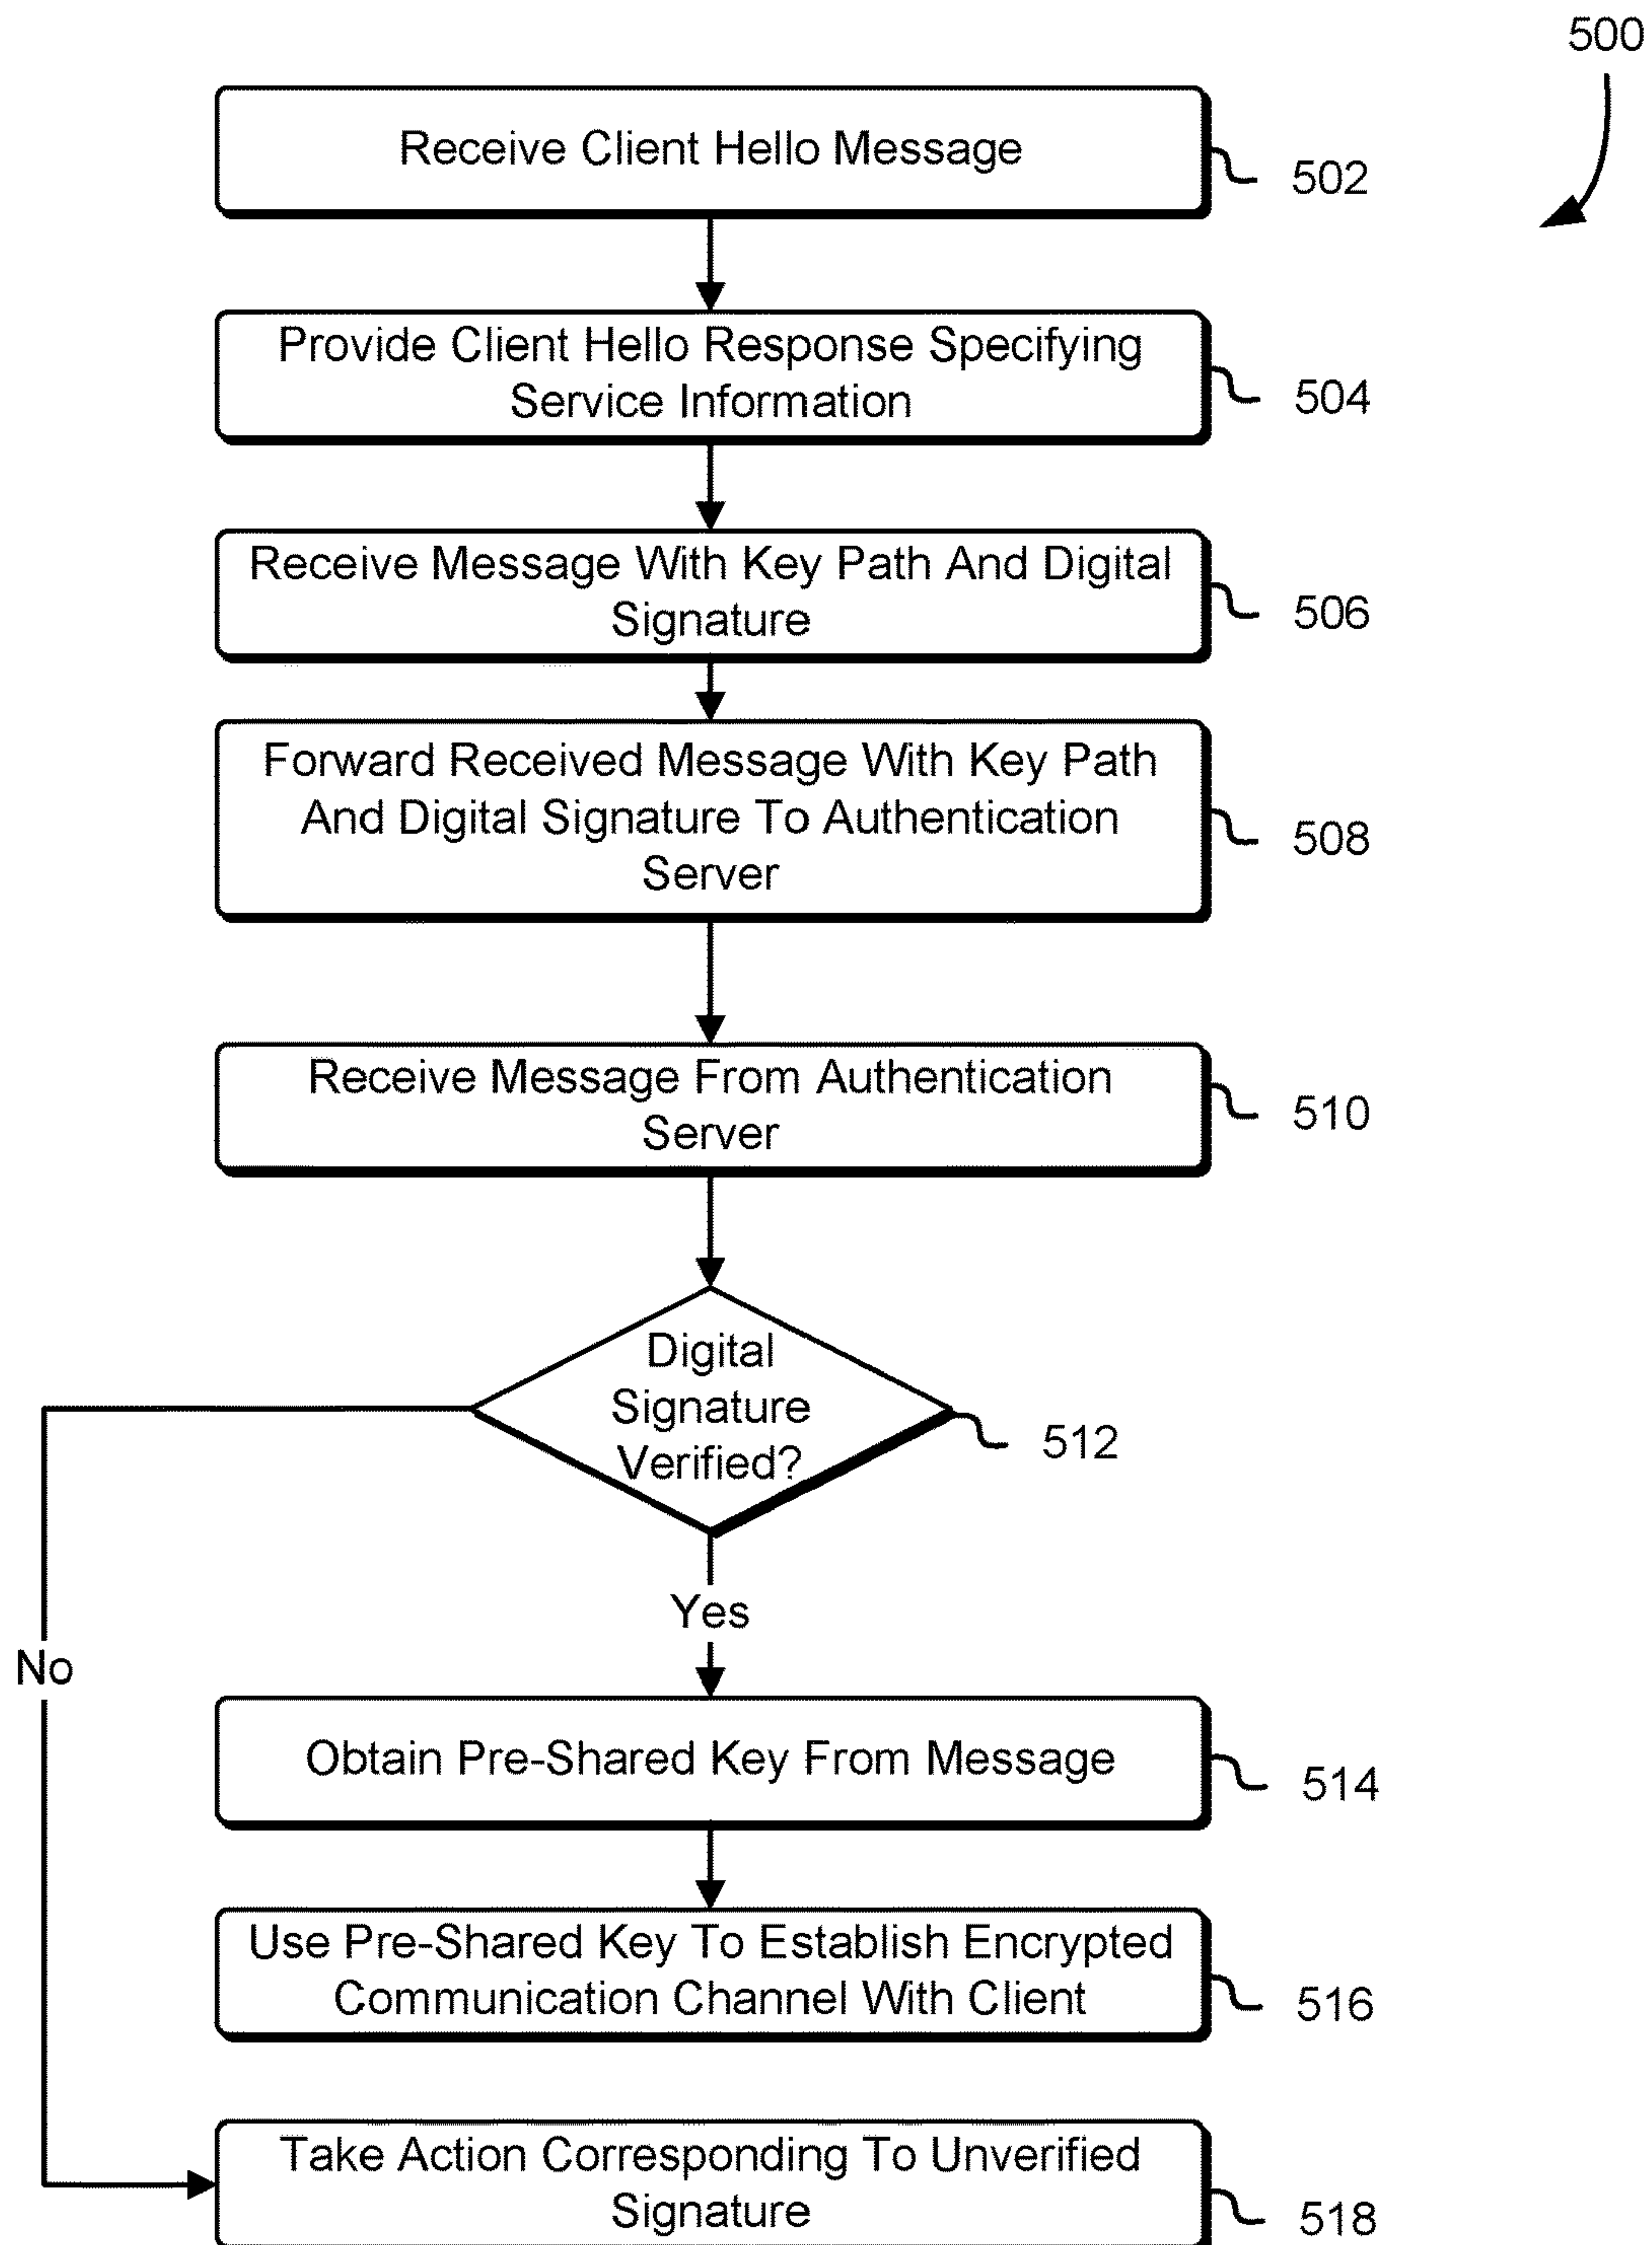 500
Receive Client Hello Message
502
Provide Client Hello Response Specifying
Service Information
504
Receive Message With Key Path And Digital
Signature
506
Forward Received Message With Key Path
And Digital Signature To Authentication
Server
508
Receive Message From Authentication
Server
510
Digital
Signature
Verified?
512
Yes
No
Obtain Pre-Shared Key From Message
514
Use Pre-Shared Key To Establish Encrypted
Communication Channel With Client
516
Take Action Corresponding To Unverified
Signature
518